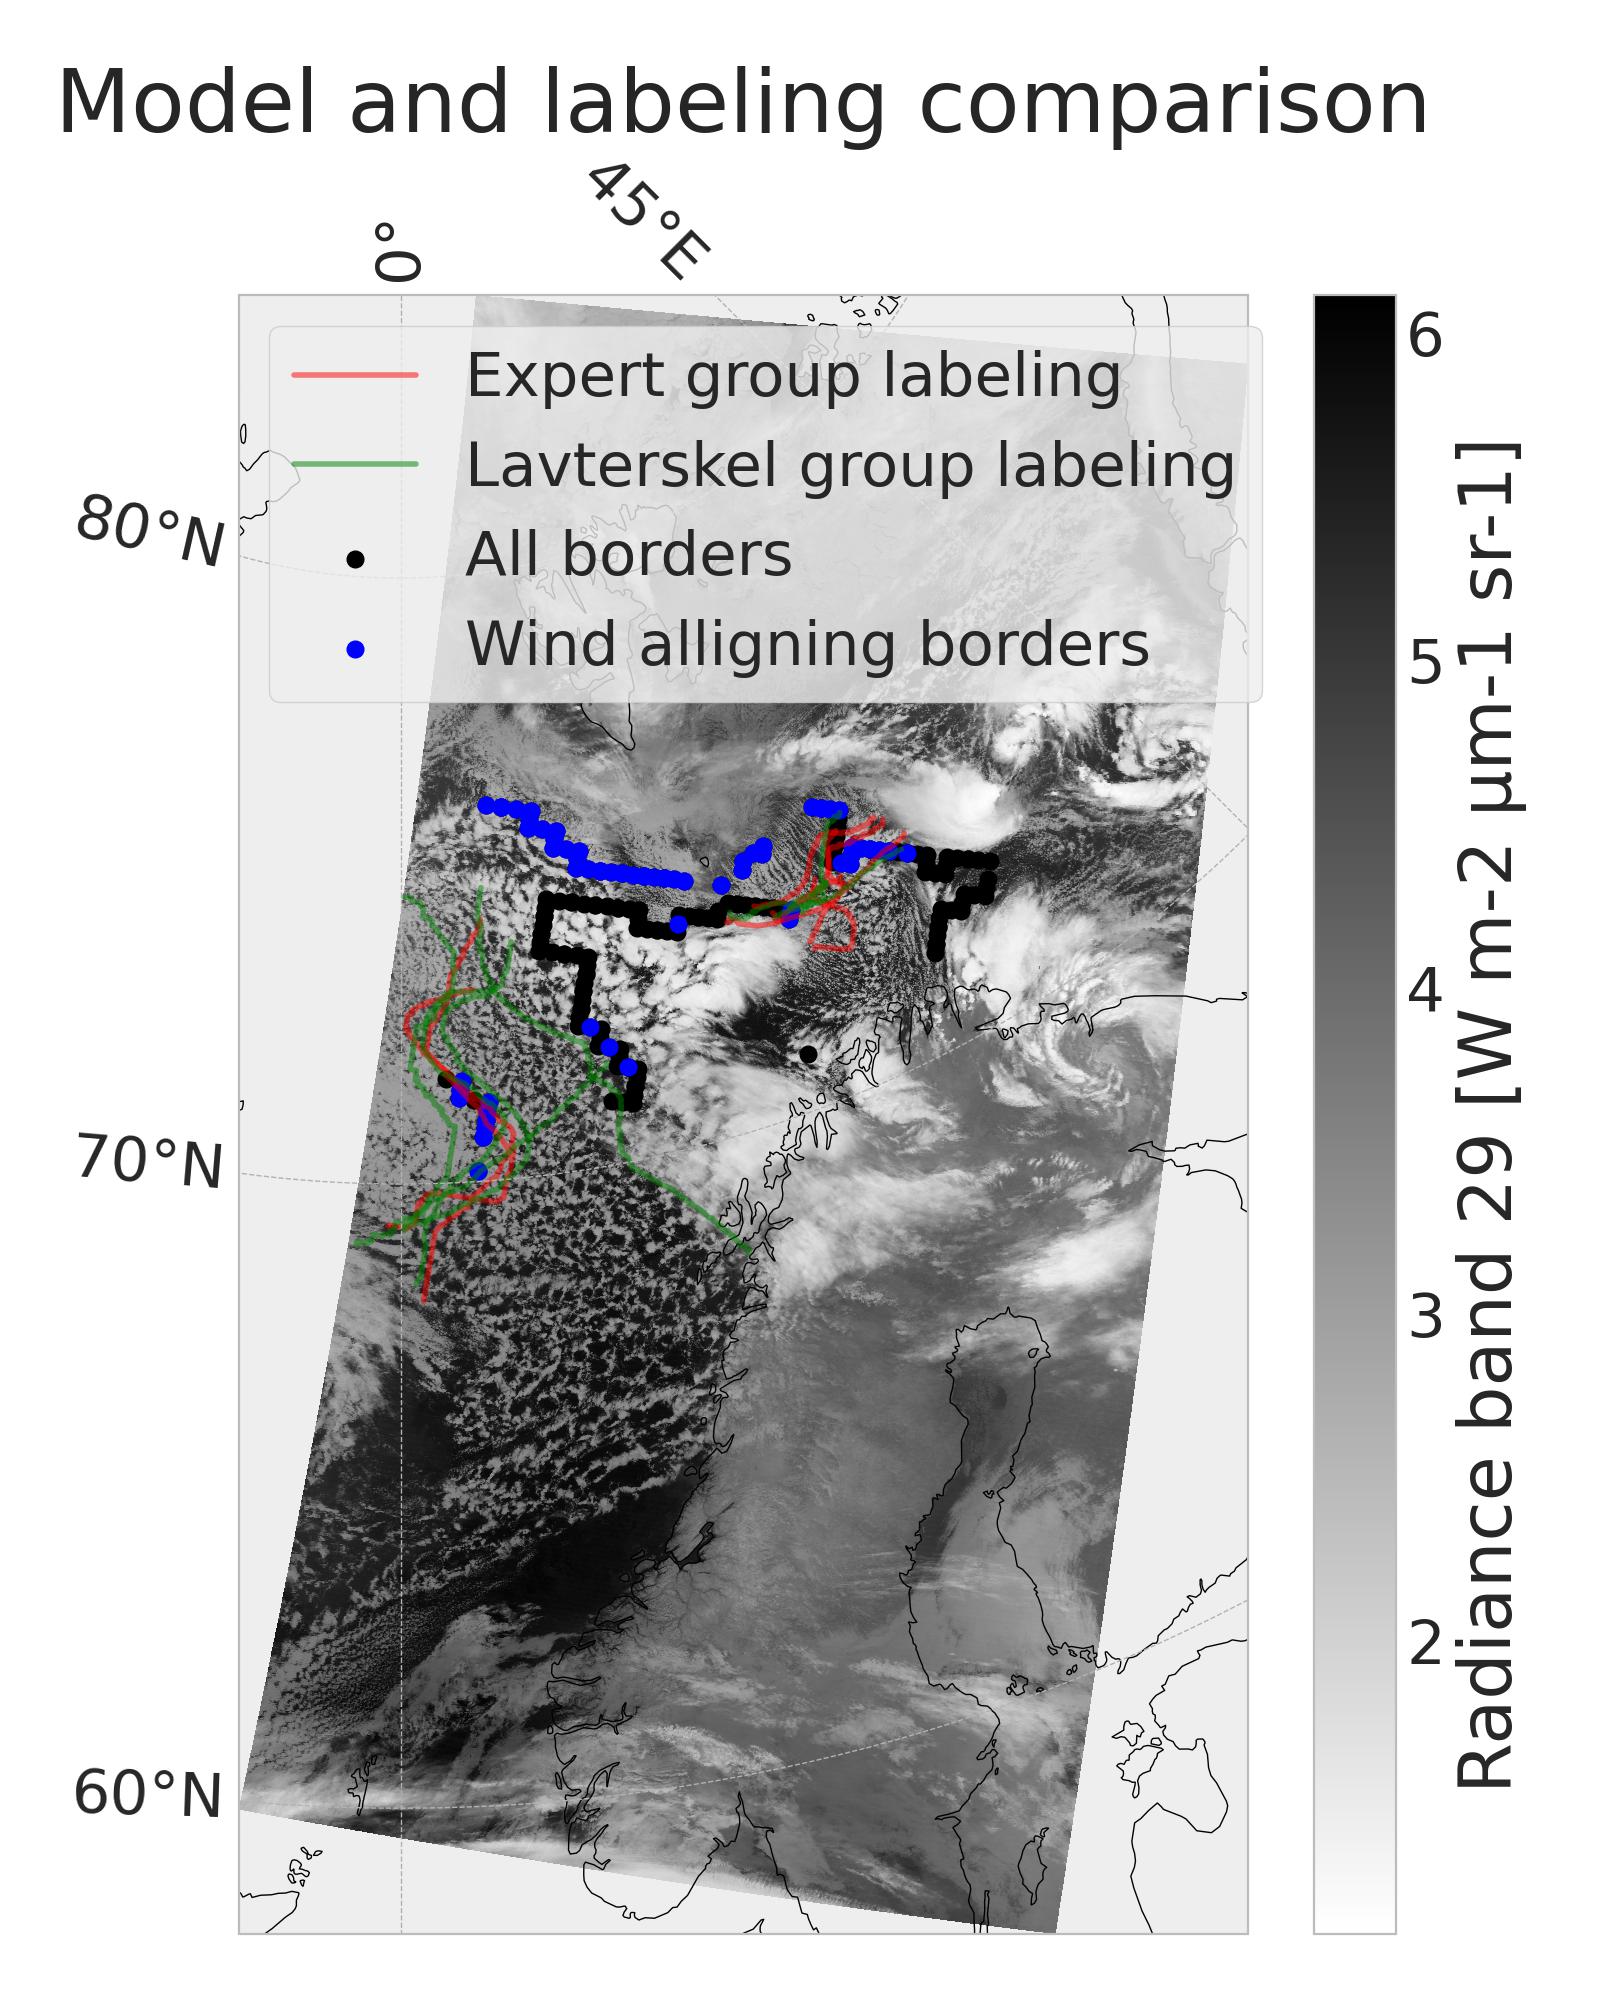 Model and labeling comparison
0°
45°E
80°N
70°N
60°N
Expert group labeling
Lavterskel group labeling
All borders
Wind alligning borders
6
5
4
3
2
Radiance band 29 [W m-2 µm-1 sr-1]